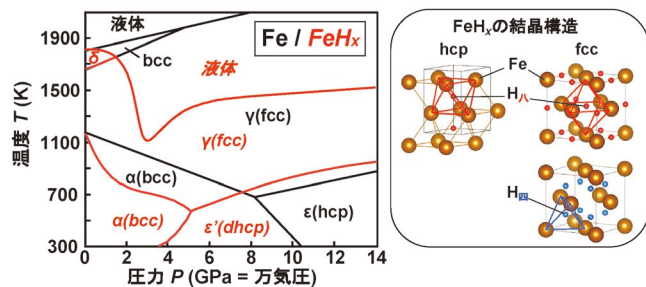 液体
bcc
δ
Fe / FeHx
液体
γ(fcc)
γ(fcc)
α(bcc)
α(bcc)
ε'(dhcp)
ε(hcp)
1900
1500
1100
700
300
温度 T (K)
0 2 4 6 8 10 12 14
圧力 P (GPa = 万気圧)
FeHxの結晶構造
hcp
fcc
Fe
H八
H四